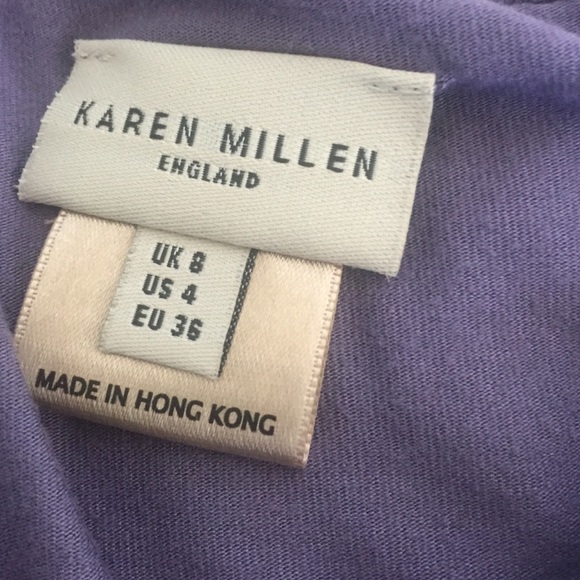 KAREN MILLEN
ENGLAND
UK 8
US 4
EU 36
MADE IN HONG KONG